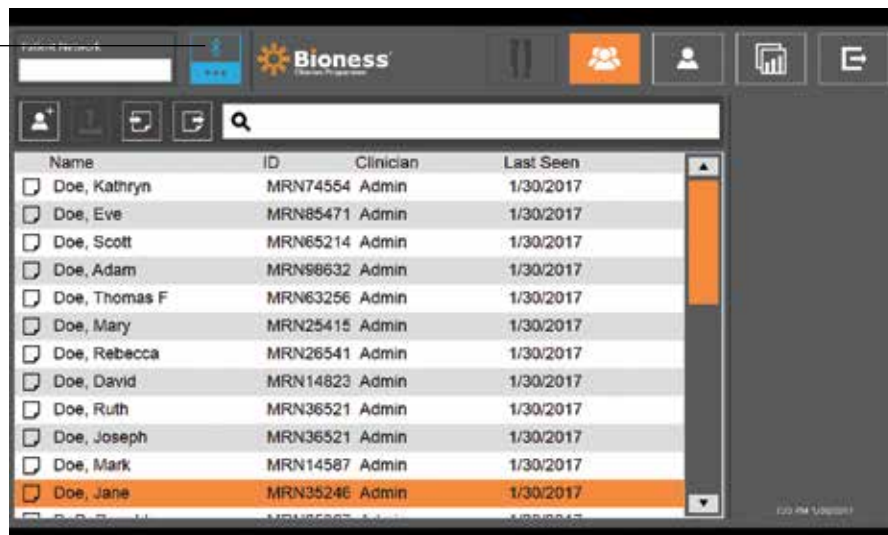 Patient Network
Bioness
Clinician Programmer
Name ID Clinician Last Seen
Doe, Kathryn MRN74554 Admin 1/30/2017
Doe, Eve MRN85471 Admin 1/30/2017
Doe, Scott MRN65214 Admin 1/30/2017
Doe, Adam MRN98632 Admin 1/30/2017
Doe, Thomas F MRN63256 Admin 1/30/2017
Doe, Mary MRN25415 Admin 1/30/2017
Doe, Rebecca MRN26541 Admin 1/30/2017
Doe, David MRN14823 Admin 1/30/2017
Doe, Ruth MRN36521 Admin 1/30/2017
Doe, Joseph MRN36521 Admin 1/30/2017
Doe, Mark MRN14587 Admin 1/30/2017
Doe, Jane MRN35246 Admin 1/30/2017